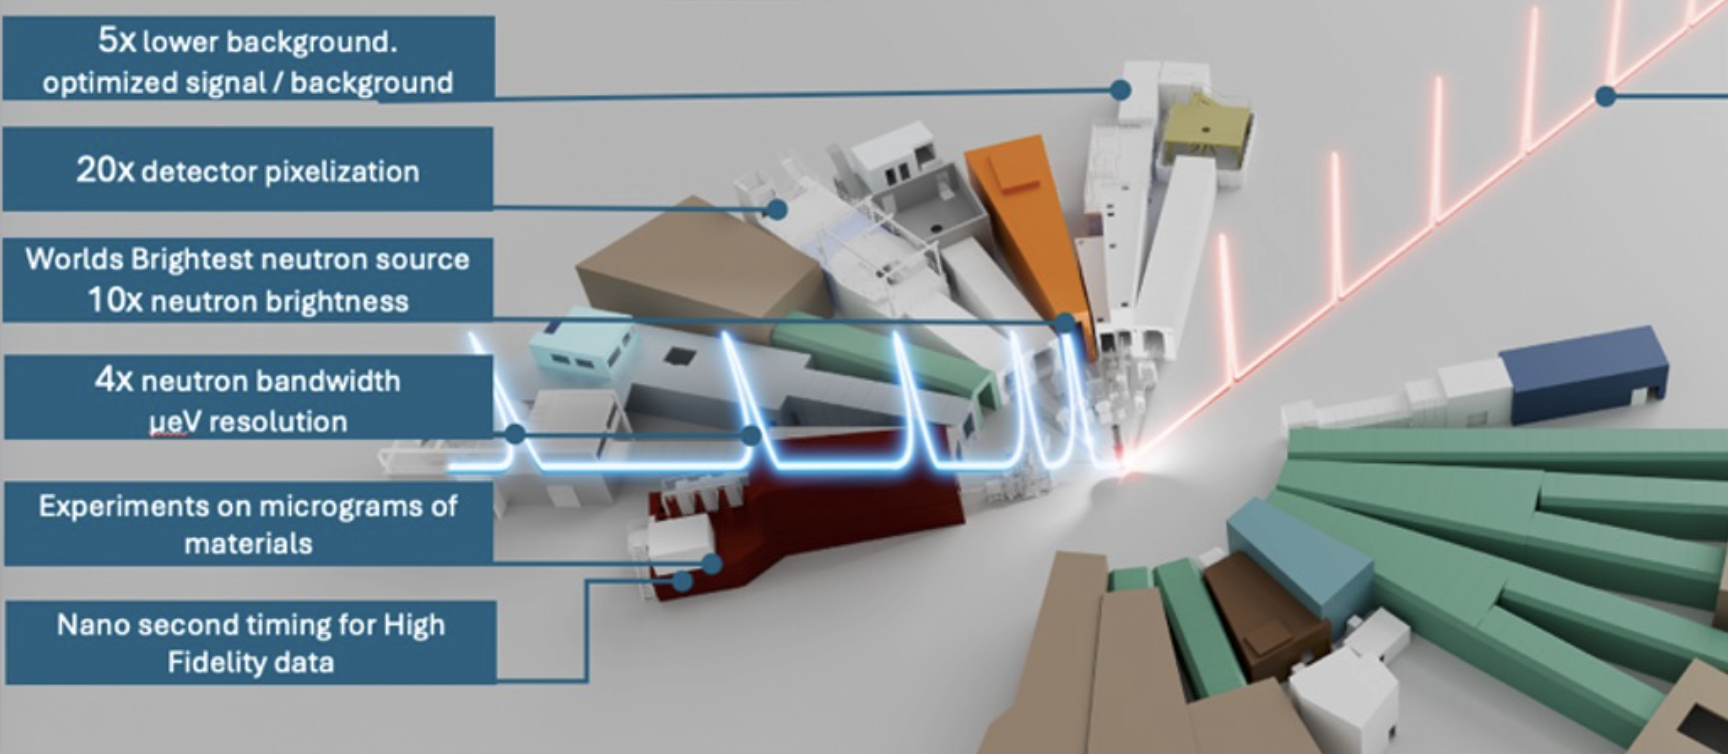 5x lower background.
optimized signal / background
20x detector pixelization
Worlds Brightest neutron source
10x neutron brightness
4x neutron bandwidth
µeV resolution
Experiments on micrograms of
materials
Nano second timing for High
Fidelity data